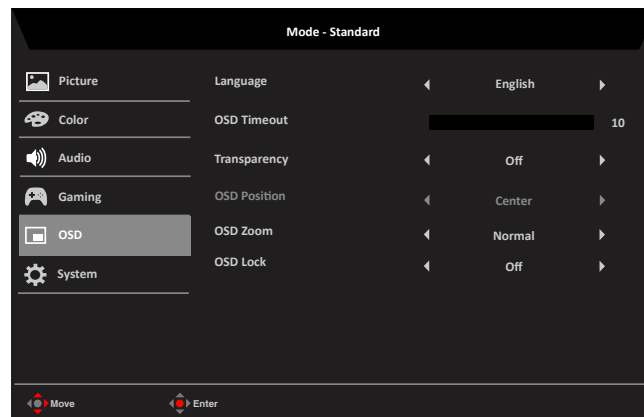 Mode - Standard
Picture
Language English
Color
OSD Timeout 10
Audio
Transparency Off
Gaming
OSD Position Center
OSD
OSD Zoom Normal
System
OSD Lock Off
Move Enter